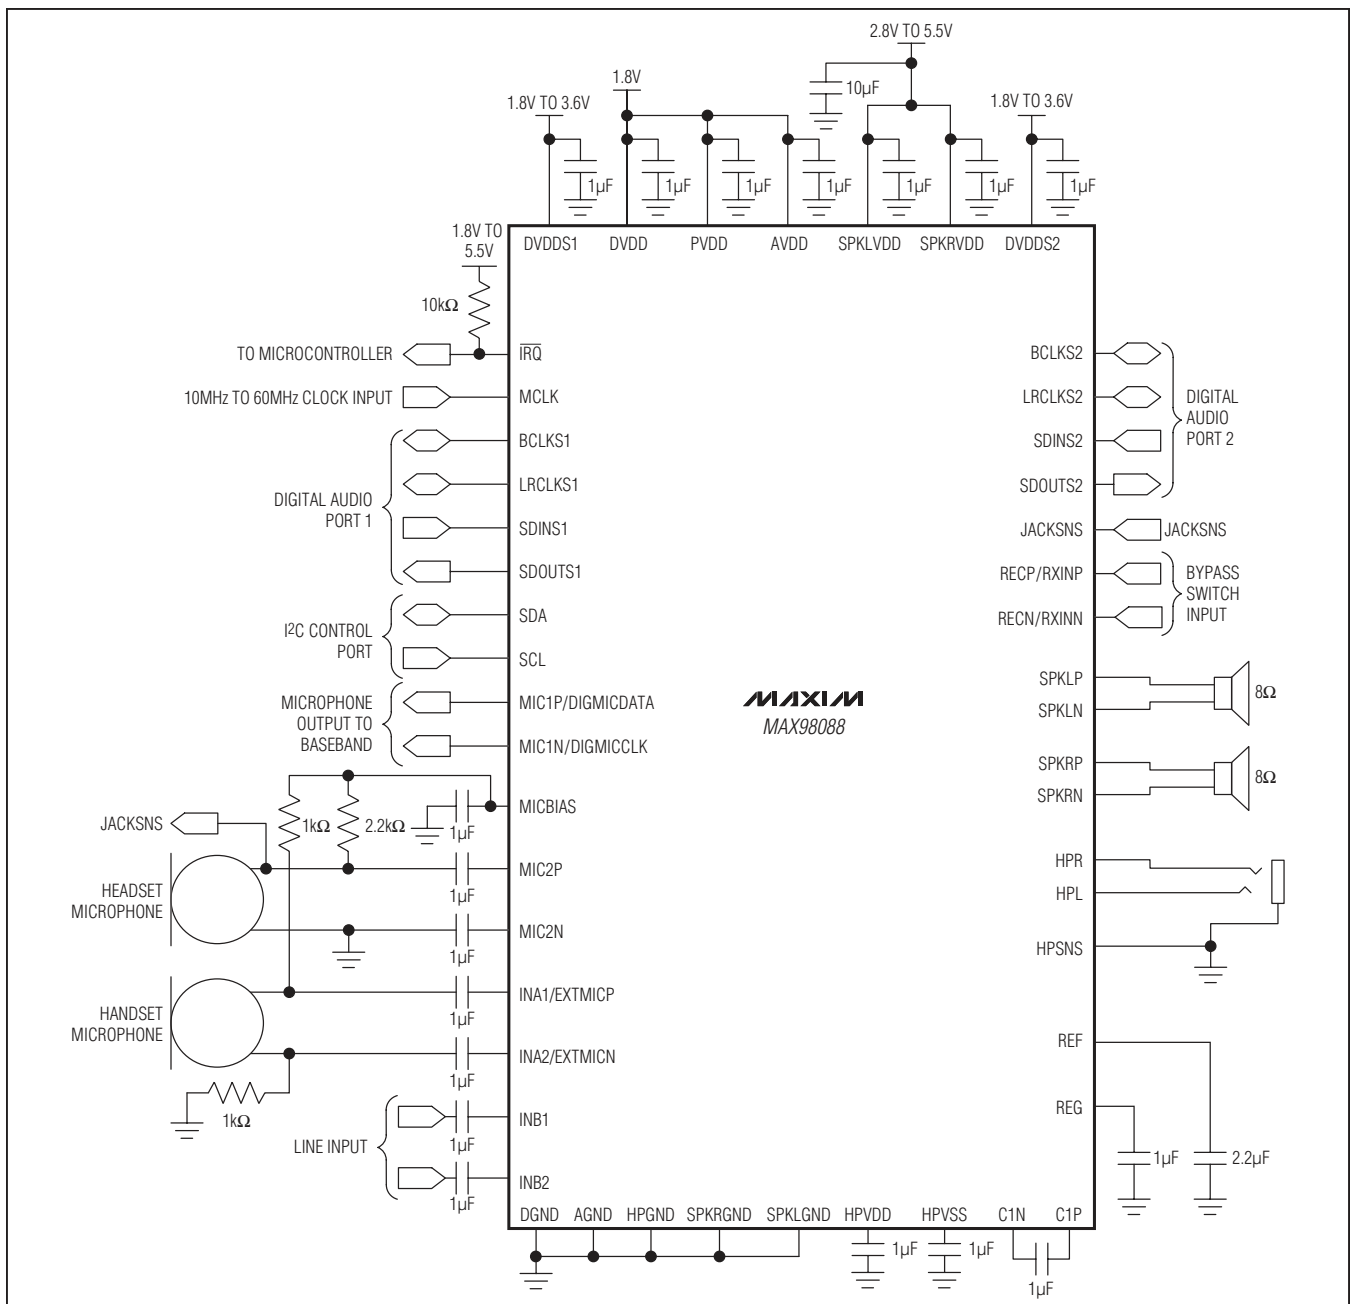 2.8V TO 5.5V
1.8V
10µF
1.8V TO 3.6V
1.8V TO 3.6V
1µF
1µF
1µF
1µF
1µF
1µF
1µF
1.8V TO
5.5V
DVDDS1
DVDD
PVDD
AVDD
SPKLVDD
SPKRVDD
DVDDS2
10kΩ
TO MICROCONTROLLER
IRQ
10MHz TO 60MHz CLOCK INPUT
MCLK
DIGITAL AUDIO
PORT 1
BCLKS1
LRCLKS1
SDINS1
SDOUTS1
I²C CONTROL
PORT
SDA
SCL
MICROPHONE
OUTPUT TO
BASEBAND
MIC1P/DIGMICDATA
MIC1N/DIGMICCLK
MICBIAS
1kΩ
2.2kΩ
1µF
JACKSNS
HEADSET
MICROPHONE
MIC2P
1µF
MIC2N
1µF
HANDSET
MICROPHONE
INA1/EXTMICP
1µF
INA2/EXTMICN
1µF
1kΩ
LINE INPUT
INB1
1µF
INB2
1µF
MAXIM
MAX98088
BCLKS2
LRCLKS2
SDINS2
SDOUTS2
DIGITAL
AUDIO
PORT 2
JACKSNS
JACKSNS
RECP/RXINP
RECN/RXINN
BYPASS
SWITCH
INPUT
SPKLP
SPKLN
8Ω
SPKRP
SPKRN
8Ω
HPR
HPL
HPSNS
REF
REG
1µF
2.2µF
DGND
AGND
HPGND
SPKRGND
SPKLGND
HPVDD
HPVSS
C1N
C1P
1µF
1µF
1µF